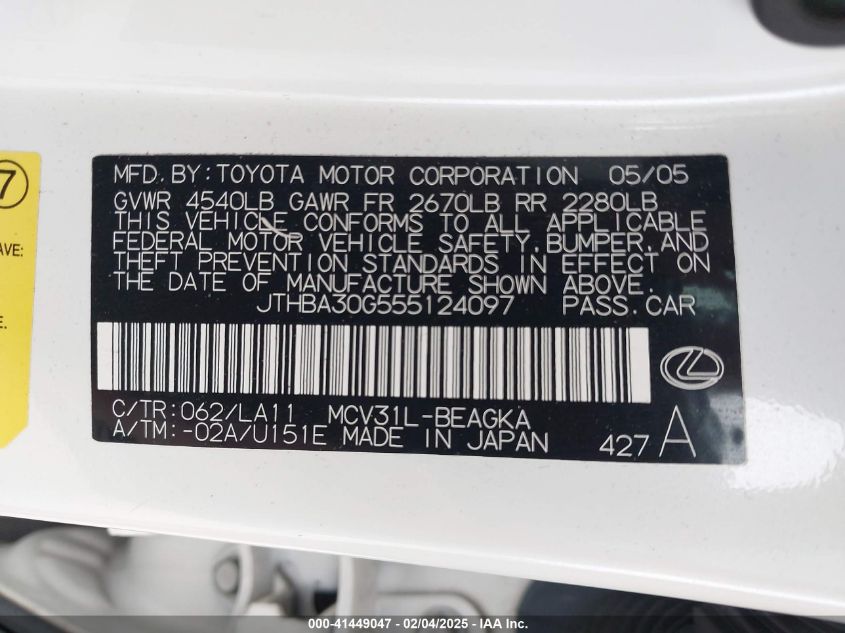 7
AVE:
E.
MFD. BY: TOYOTA MOTOR CORPORATION 05/05
GVWR 4540LB GAWR FR 2670LB RR 2280LB
THIS VEHICLE CONFORMS TO ALL APPLICABLE
FEDERAL MOTOR VEHICLE SAFETY, BUMPER, AND
THEFT PREVENTION STANDARDS IN EFFECT ON
THE DATE OF MANUFACTURE SHOWN ABOVE.
JTHBA30G555124097 PASS. CAR
C/TR: 062/LA11 MCV31L-BEAGKA
A/TM: -02A/U151E MADE IN JAPAN 427 A
000-41449047 - 02/04/2025 - IAA Inc.